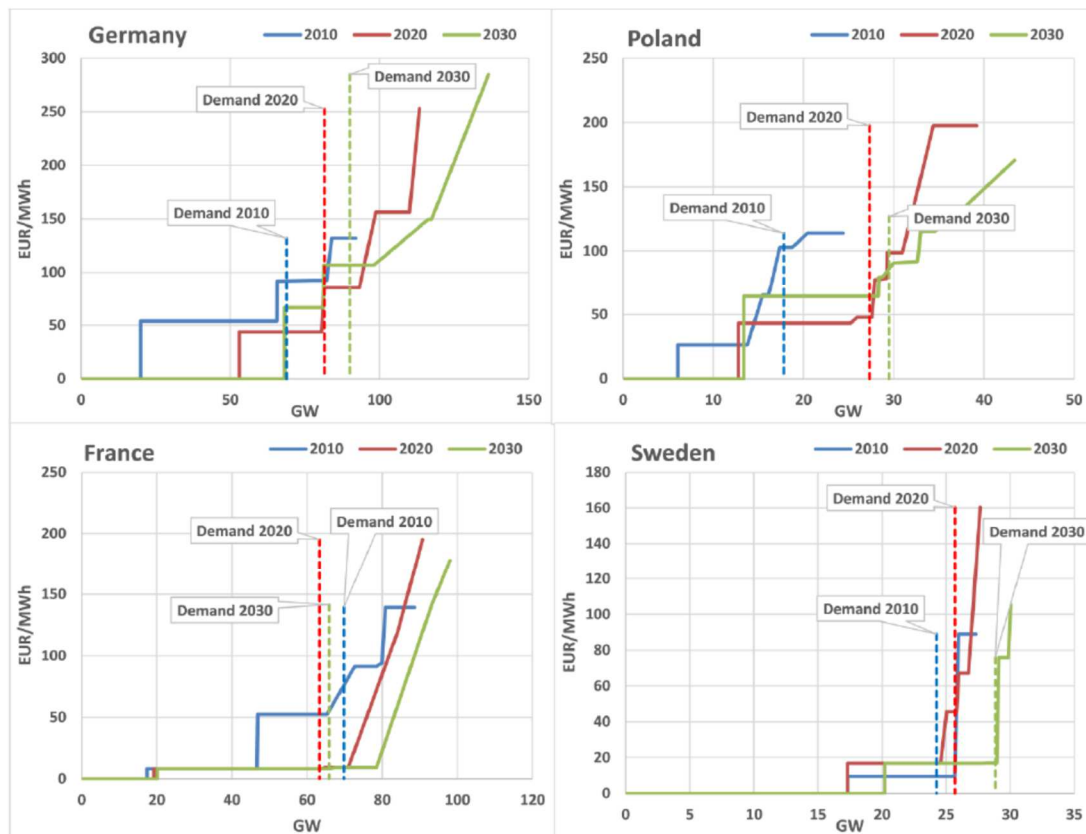 Germany
2010 2020 2030
300
250
200
150
100
50
0
EUR/MWh
Demand 2030
Demand 2020
Demand 2010
0 50 100 150
GW
Poland
2010 2020 2030
250
200
150
100
50
0
EUR/MWh
Demand 2020
Demand 2010
Demand 2030
0 10 20 30 40 50
GW
France
2010 2020 2030
250
200
150
100
50
0
EUR/MWh
Demand 2020
Demand 2010
Demand 2030
0 20 40 60 80 100 120
GW
Sweden
2010 2020 2030
180
160
140
120
100
80
60
40
20
0
EUR/MWh
Demand 2020
Demand 2030
Demand 2010
0 5 10 15 20 25 30 35
GW